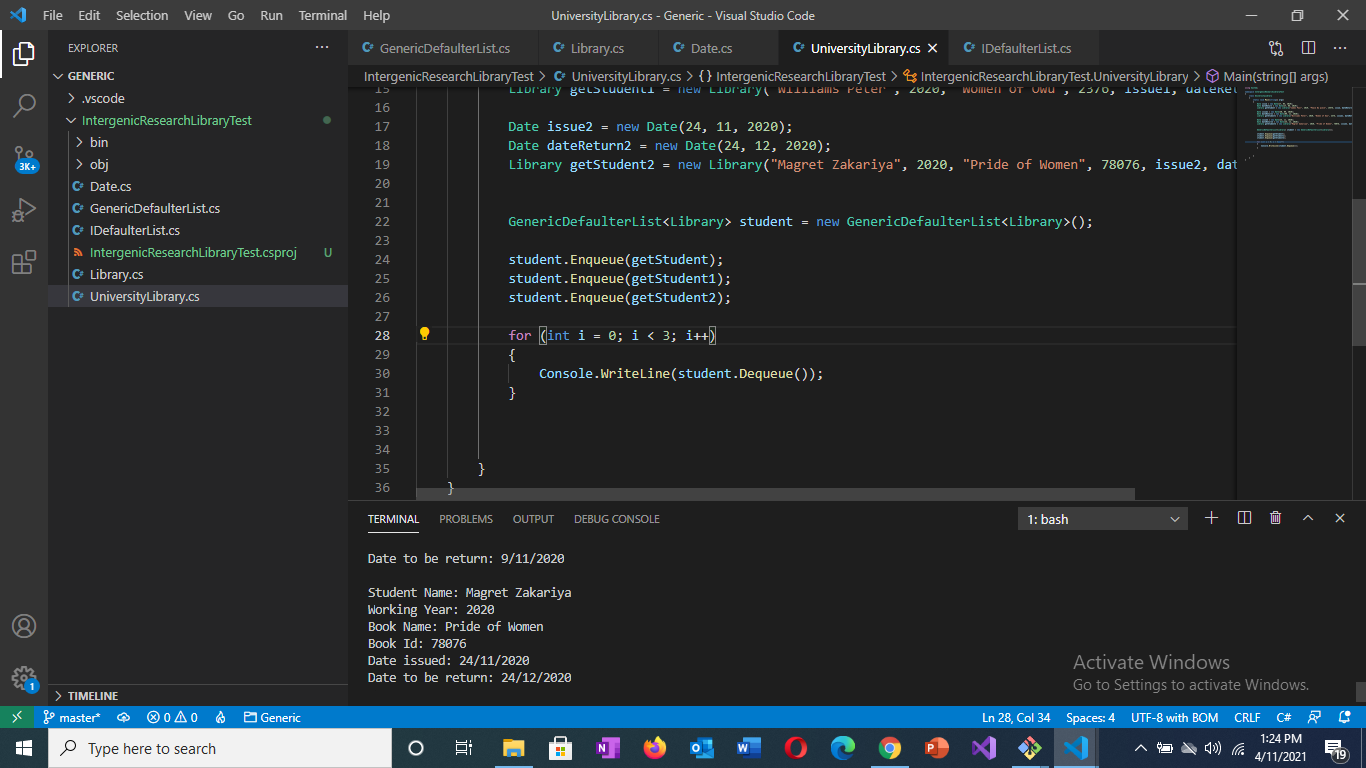 File Edit Selection View Go Run Terminal Help UniversityLibrary.cs - Generic - Visual Studio Code
EXPLORER
GenericDefaulterList.cs Library.cs Date.cs UniversityLibrary.cs IDefaulterList.cs
IntergenicResearchLibraryTest > UniversityLibrary.cs > {} IntergenicResearchLibraryTest > IntergenicResearchLibraryTest.UniversityLibrary > Main(string[] args)
GENERIC
.vscode
IntergenicResearchLibraryTest
bin
obj
Date.cs
GenericDefaulterList.cs
IDefaulterList.cs
IntergenicResearchLibraryTest.csproj U
Library.cs
UniversityLibrary.cs
TIMELINE
3K+
1
15 Library getStudent1 = new Library("Williams Peter", 2020, "Women of Owu", 2376, issue1, dateRet
16
17 Date issue2 = new Date(24, 11, 2020);
18 Date dateReturn2 = new Date(24, 12, 2020);
19 Library getStudent2 = new Library("Magret Zakariya", 2020, "Pride of Women", 78076, issue2, dat
20
21
22 GenericDefaulterList<Library> student = new GenericDefaulterList<Library>();
23
24 student.Enqueue(getStudent);
25 student.Enqueue(getStudent1);
26 student.Enqueue(getStudent2);
27
28 for (int i = 0; i < 3; i++)
29 {
30 Console.WriteLine(student.Dequeue());
31 }
32
33
34
35 }
36 }
TERMINAL PROBLEMS OUTPUT DEBUG CONSOLE 1: bash
Date to be return: 9/11/2020
Student Name: Magret Zakariya
Working Year: 2020
Book Name: Pride of Women
Book Id: 78076
Date issued: 24/11/2020
Date to be return: 24/12/2020
Activate Windows
Go to Settings to activate Windows.
master* 0 0 Generic Ln 28, Col 34 Spaces: 4 UTF-8 with BOM CRLF C#
Type here to search
1:24 PM
4/11/2021
19